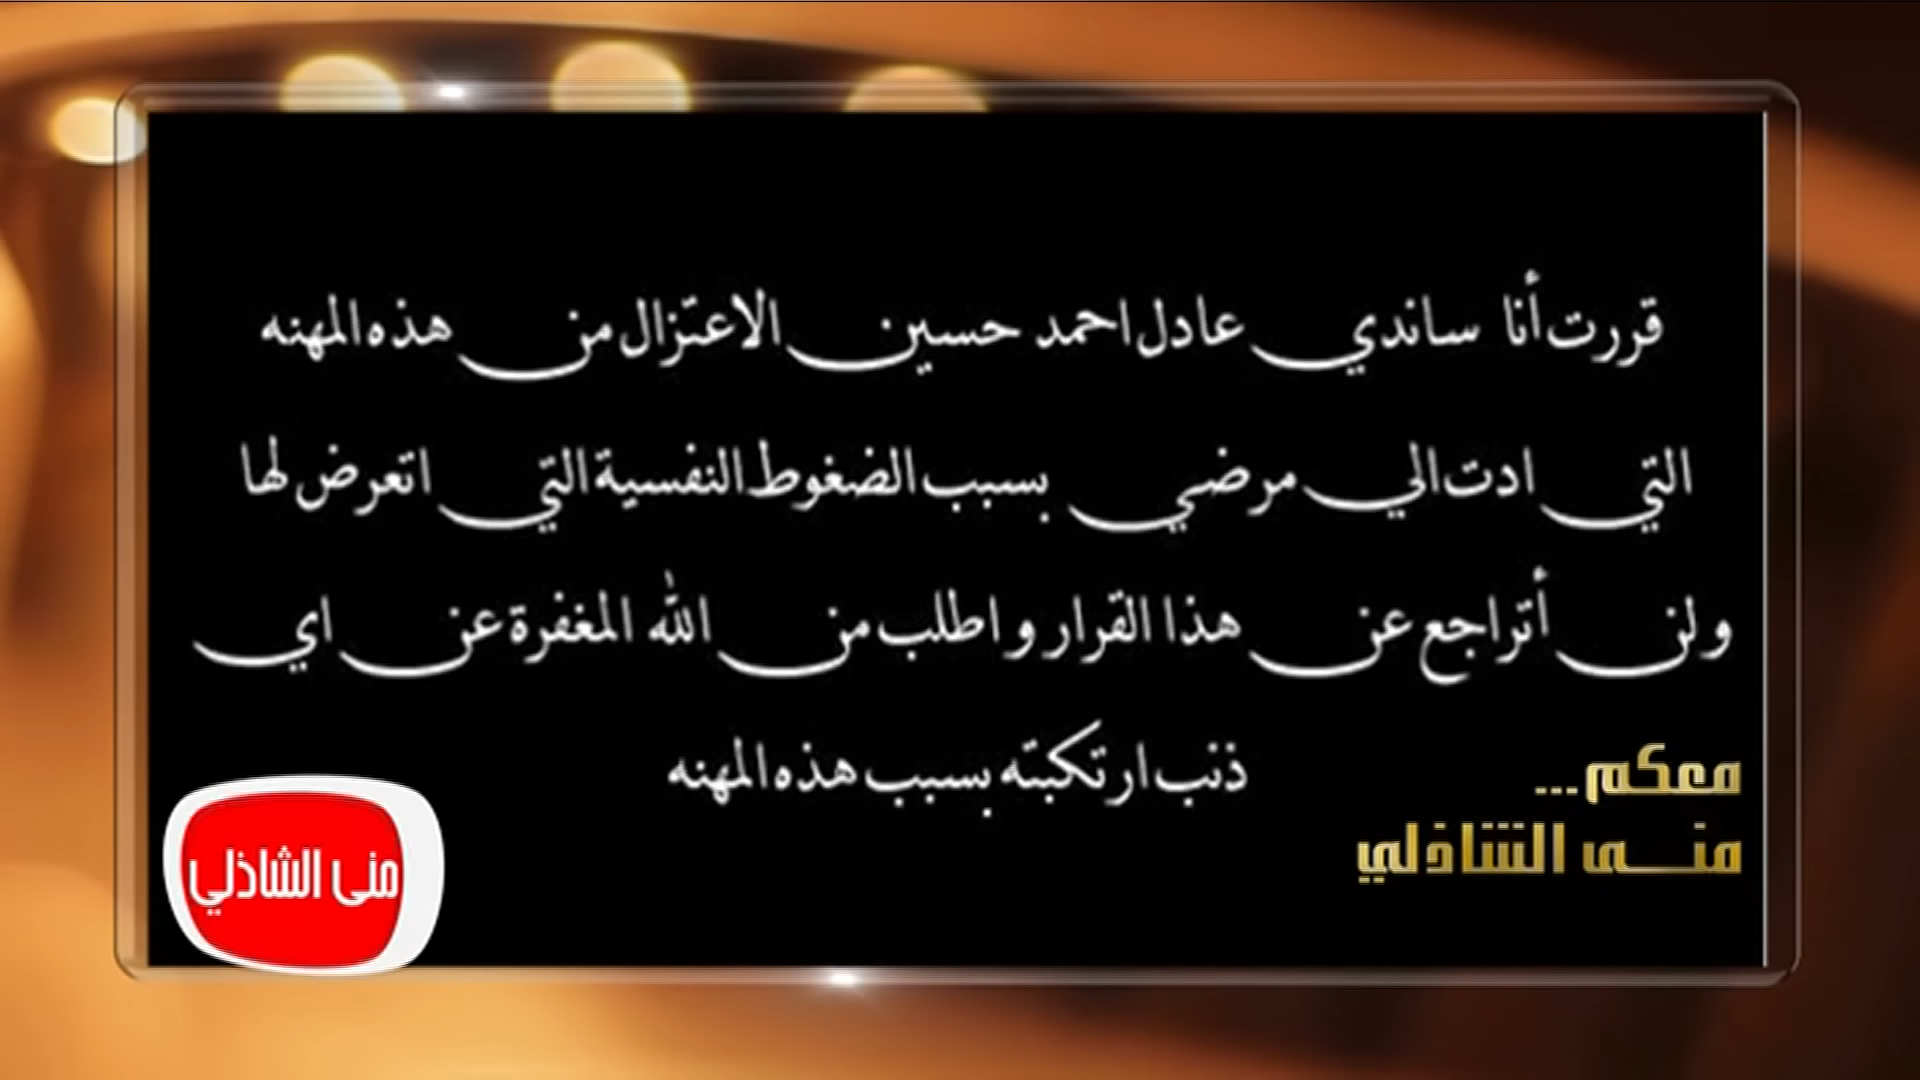 قررت أنا ساندي عادل احمد حسين الاعتزال من هذه المهنه
التي ادت الي مرضي بسبب الضغوط النفسية التي اتعرض لها
و لن أتراجع عن هذا القرار و اطلب من الله المغفرة عن اي
ذنب ارتكبته بسبب هذه المهنه
معكم...
منى الشاذلي
منى الشاذلي